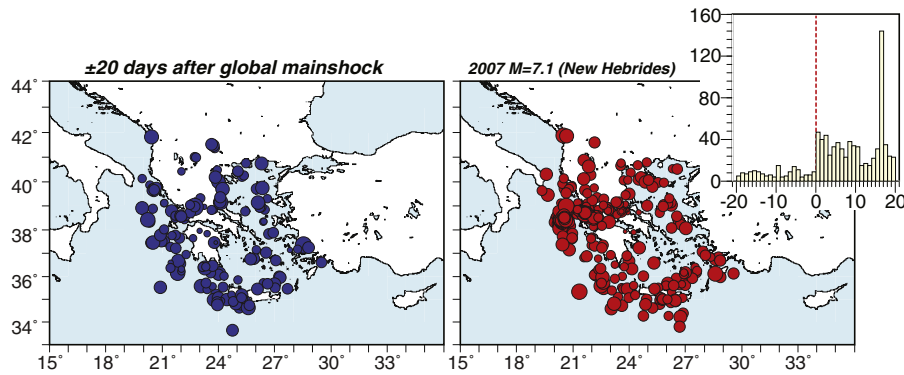 ±20 days after global mainshock
2007 M=7.1 (New Hebrides)
160
120
80
40
0
-20 -10 0 10 20
44°
42°
40°
38°
36°
34°
15° 18° 21° 24° 27° 30° 33°
15° 18° 21° 24° 27° 30° 33°